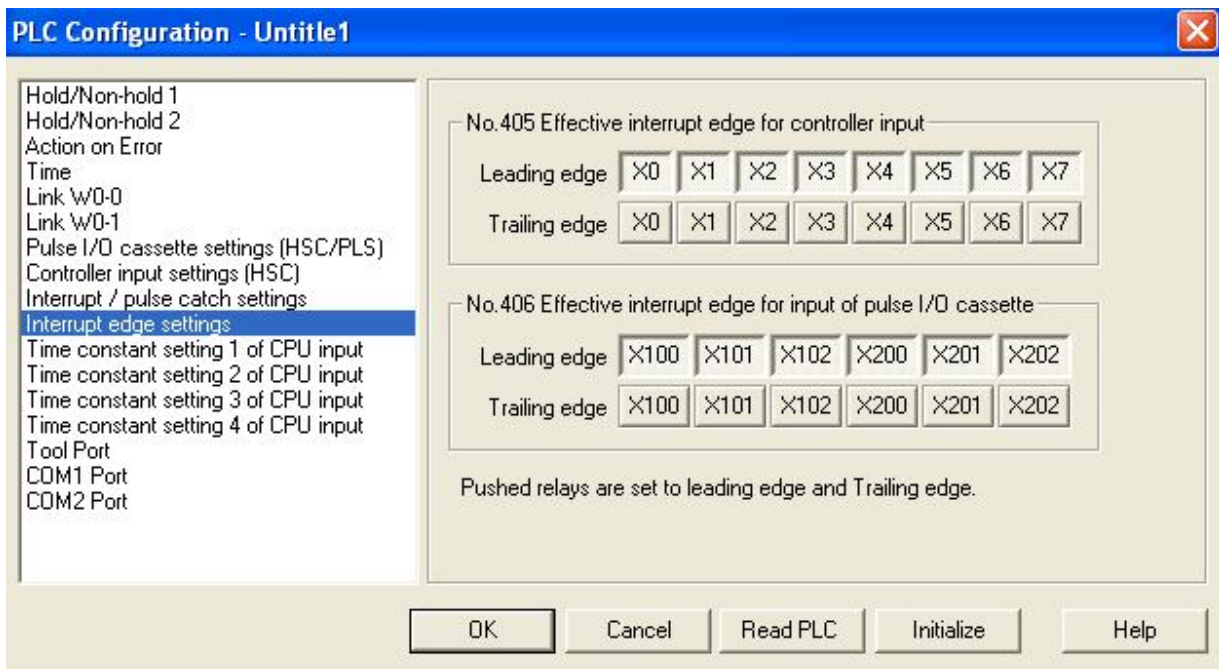 PLC Configuration - Untitle1
Hold/Non-hold 1
Hold/Non-hold 2
Action on Error
Time
Link W0-0
Link W0-1
Pulse I/O cassette settings (HSC/PLS)
Controller input settings (HSC)
Interrupt / pulse catch settings
Interrupt edge settings
Time constant setting 1 of CPU input
Time constant setting 2 of CPU input
Time constant setting 3 of CPU input
Time constant setting 4 of CPU input
Tool Port
COM1 Port
COM2 Port
No.405 Effective interrupt edge for controller input
Leading edge X0 X1 X2 X3 X4 X5 X6 X7
Trailing edge X0 X1 X2 X3 X4 X5 X6 X7
No.406 Effective interrupt edge for input of pulse I/O cassette
Leading edge X100 X101 X102 X200 X201 X202
Trailing edge X100 X101 X102 X200 X201 X202
Pushed relays are set to leading edge and Trailing edge.
OK Cancel Read PLC Initialize Help